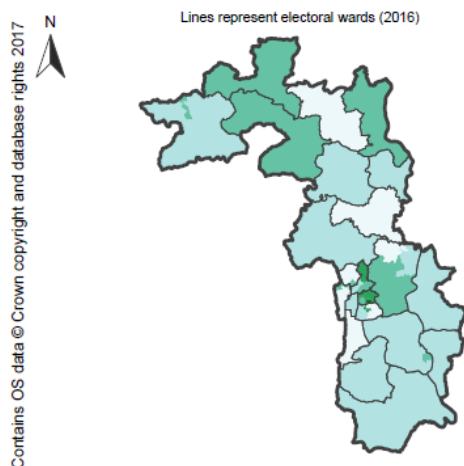 Lines represent electoral wards (2016)
N
Contains OS data © Crown copyright and database rights 2017